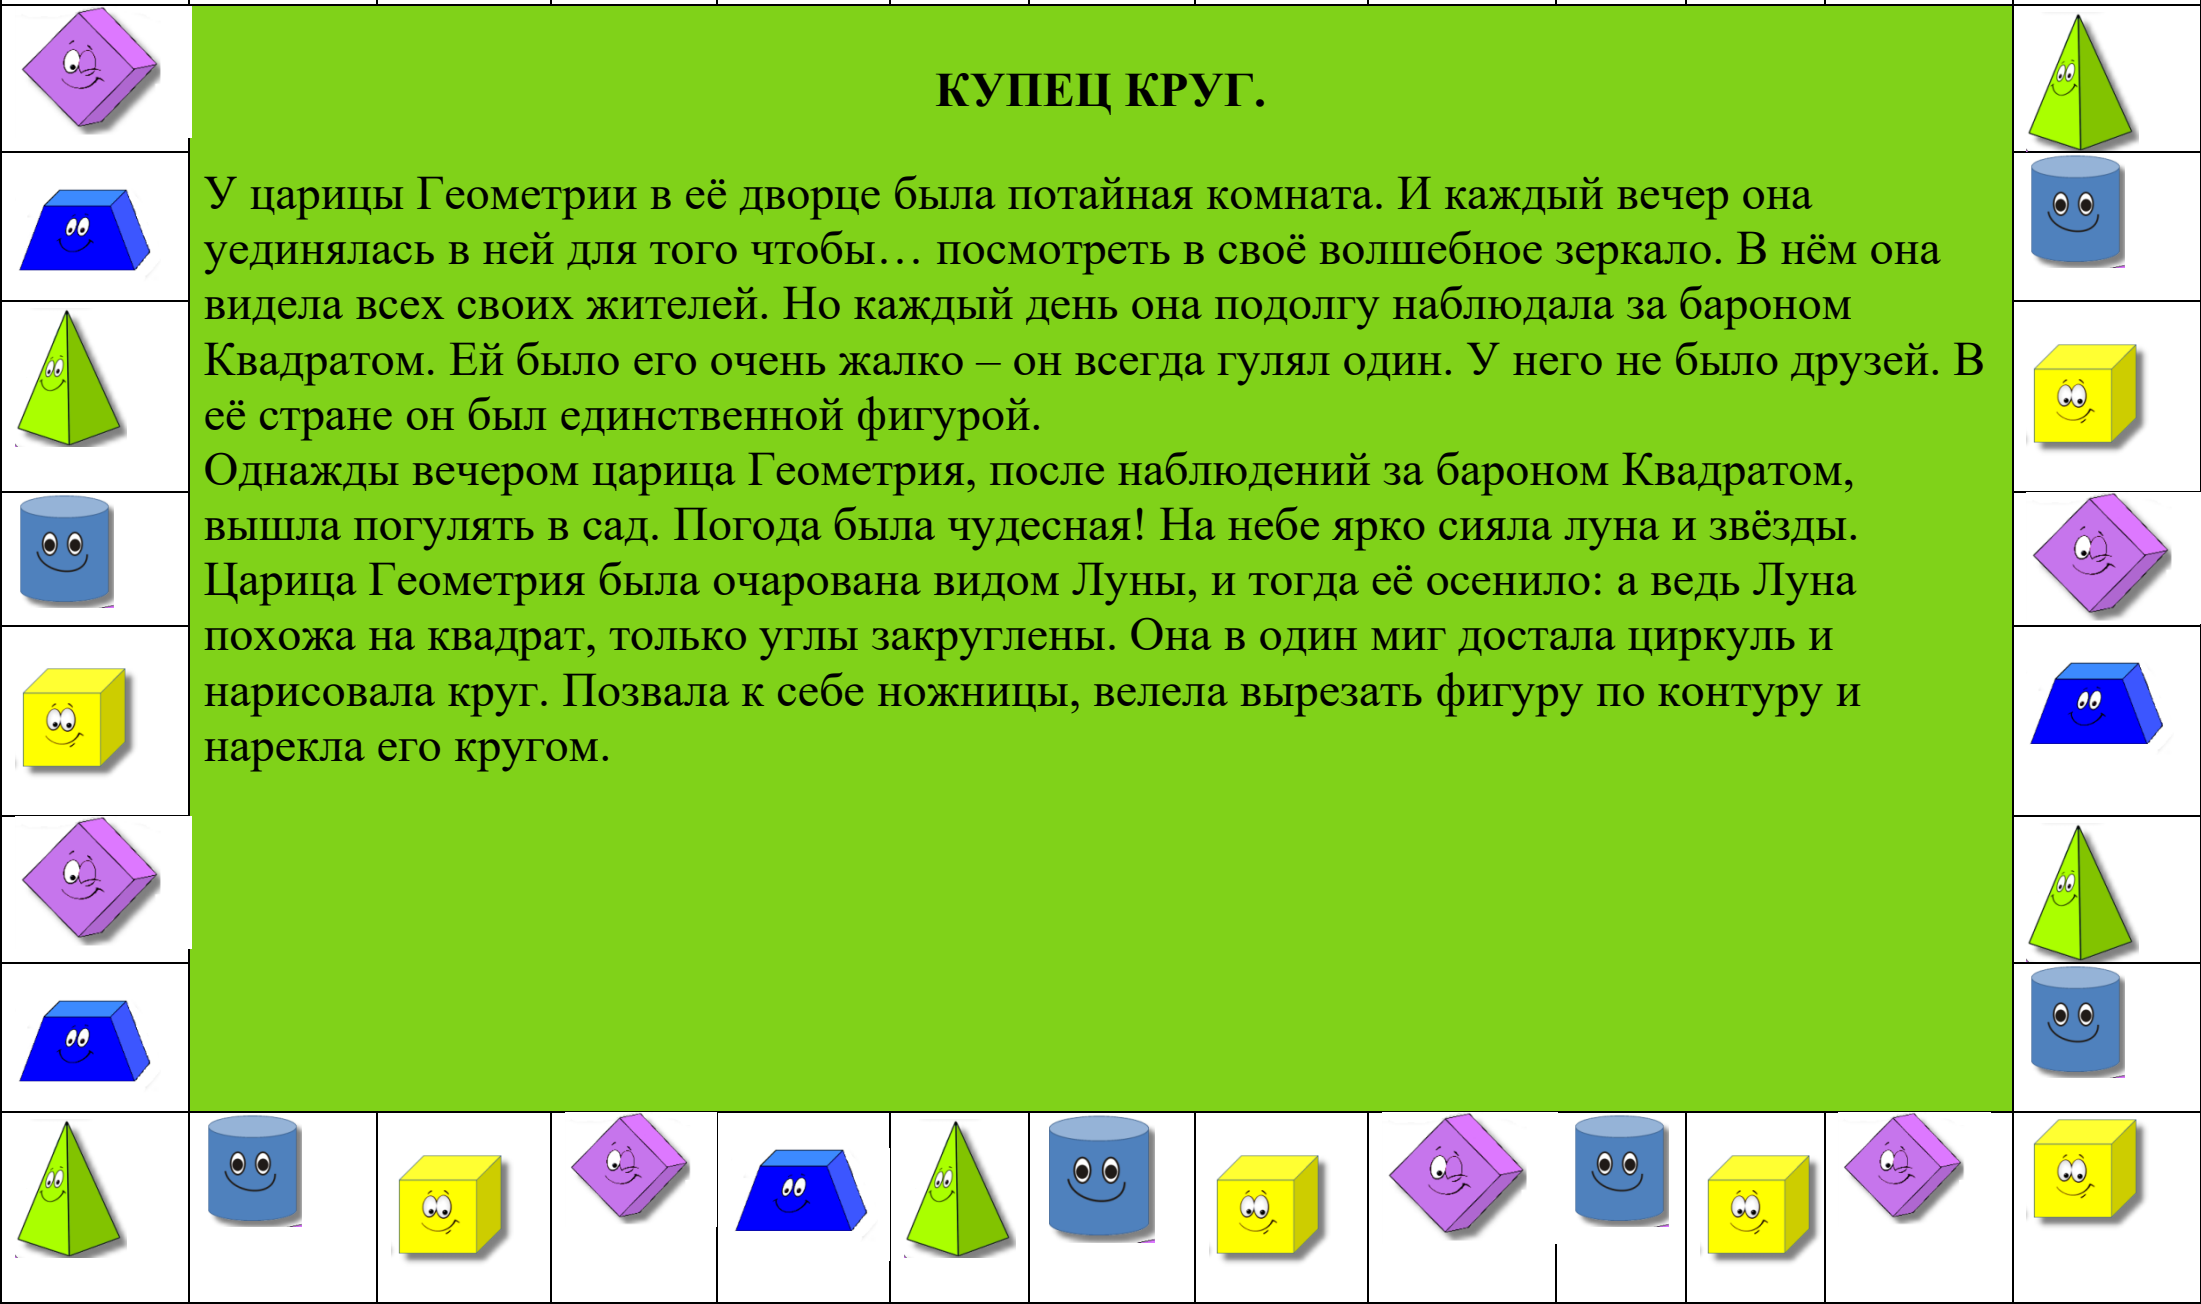 КУПЕЦ КРУГ.
У царицы Геометрии в её дворце была потайная комната. И каждый вечер она
уединялась в ней для того чтобы… посмотреть в своё волшебное зеркало. В нём она
видела всех своих жителей. Но каждый день она подолгу наблюдала за бароном
Квадратом. Ей было его очень жалко – он всегда гулял один. У него не было друзей. В
её стране он был единственной фигурой.
Однажды вечером царица Геометрия, после наблюдений за бароном Квадратом,
вышла погулять в сад. Погода была чудесная! На небе ярко сияла луна и звёзды.
Царица Геометрия была очарована видом Луны, и тогда её осенило: а ведь Луна
похожа на квадрат, только углы закруглены. Она в один миг достала циркуль и
нарисовала круг. Позвала к себе ножницы, велела вырезать фигуру по контуру и
нарекла его кругом.